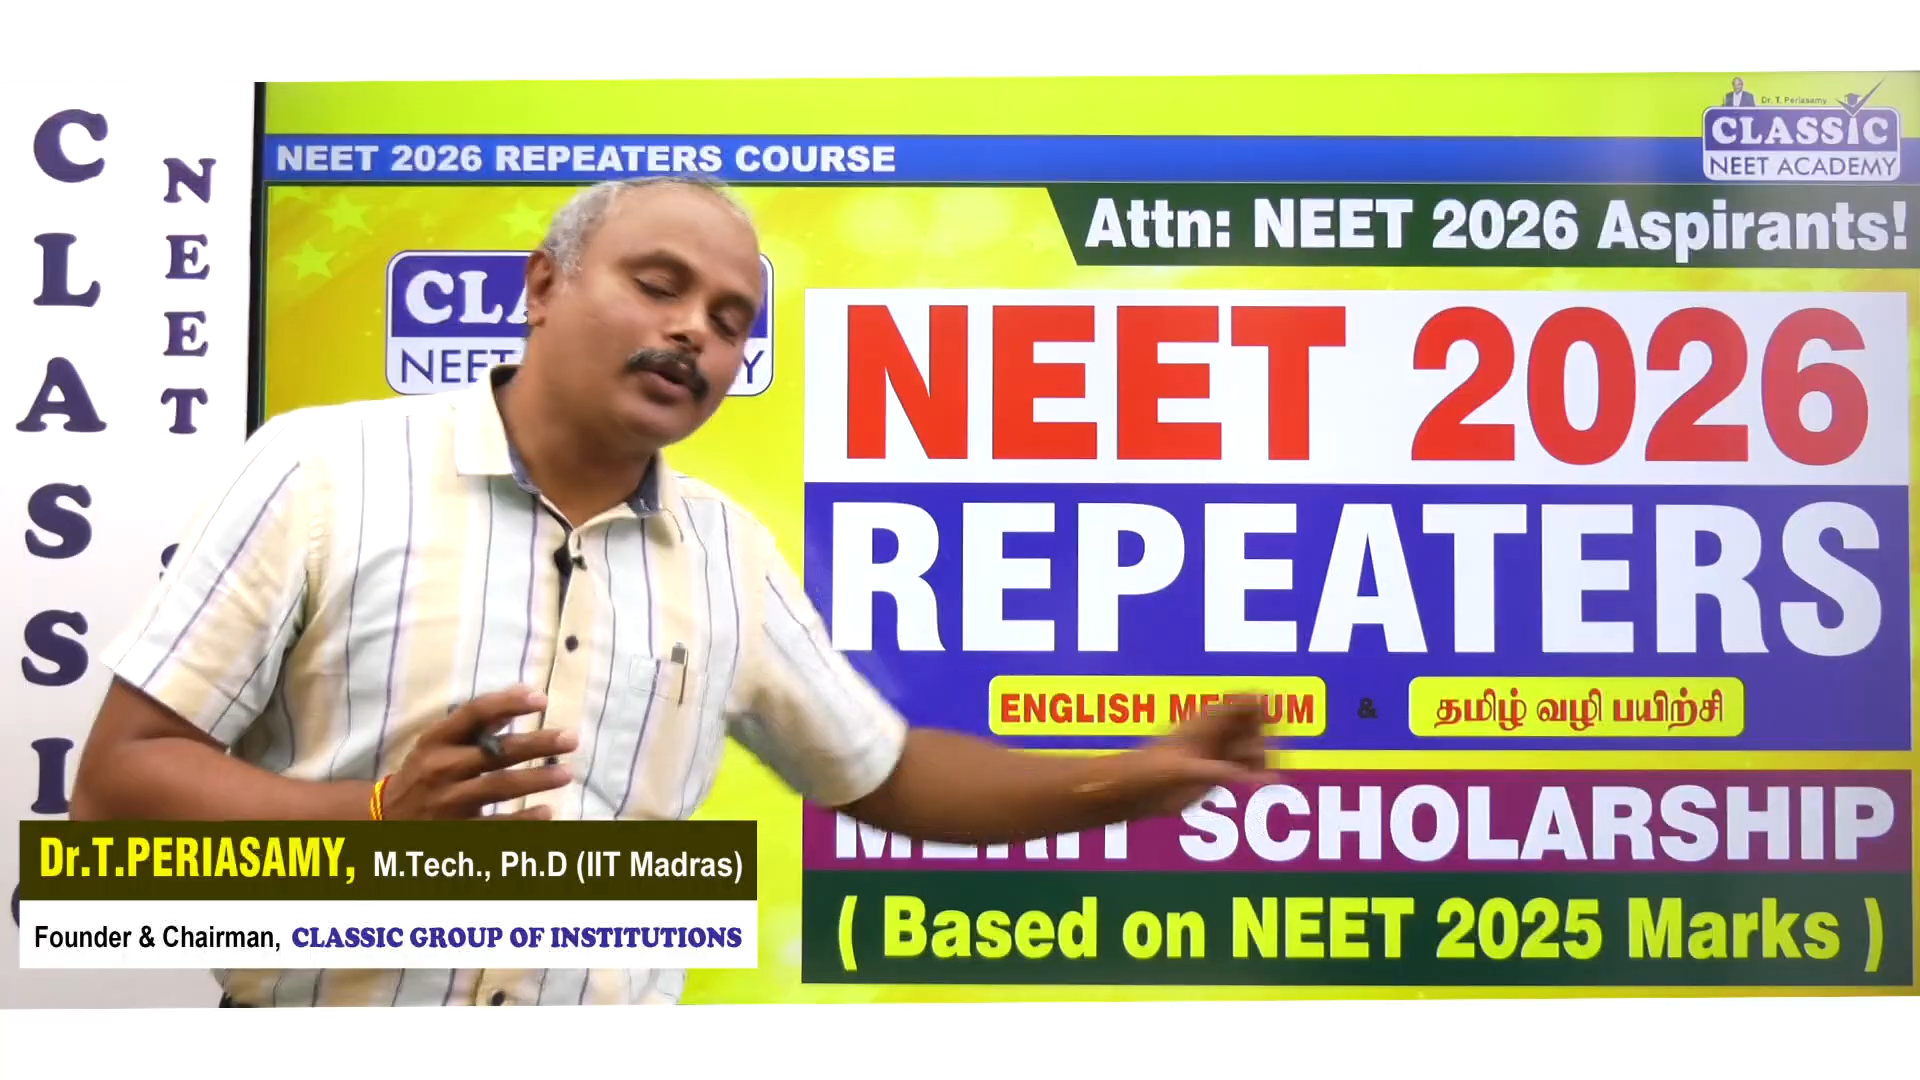 CLASSIC
NEET
NEET 2026 REPEATERS COURSE
Dr. T. Periasamy
CLASSIC
NEET ACADEMY
Attn: NEET 2026 Aspirants!
NEET 2026
REPEATERS
ENGLISH MEDIUM & தமிழ் வழி பயிற்சி
MERIT SCHOLARSHIP
( Based on NEET 2025 Marks )
Dr.T.PERIASAMY, M.Tech., Ph.D (IIT Madras)
Founder & Chairman, CLASSIC GROUP OF INSTITUTIONS